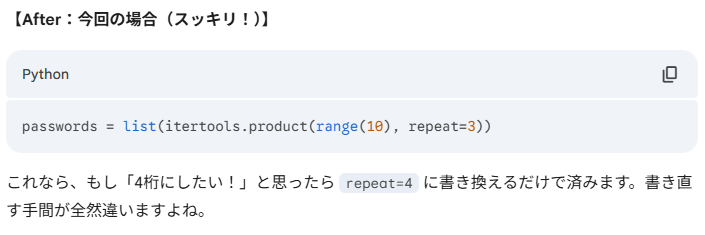 【After：今回の場合（スッキリ！）】
Python
passwords = list(itertools.product(range(10), repeat=3))
これなら、もし「4桁にしたい！」と思ったら repeat=4 に書き換えるだけで済みます。書き直
す手間が全然違いますよね。